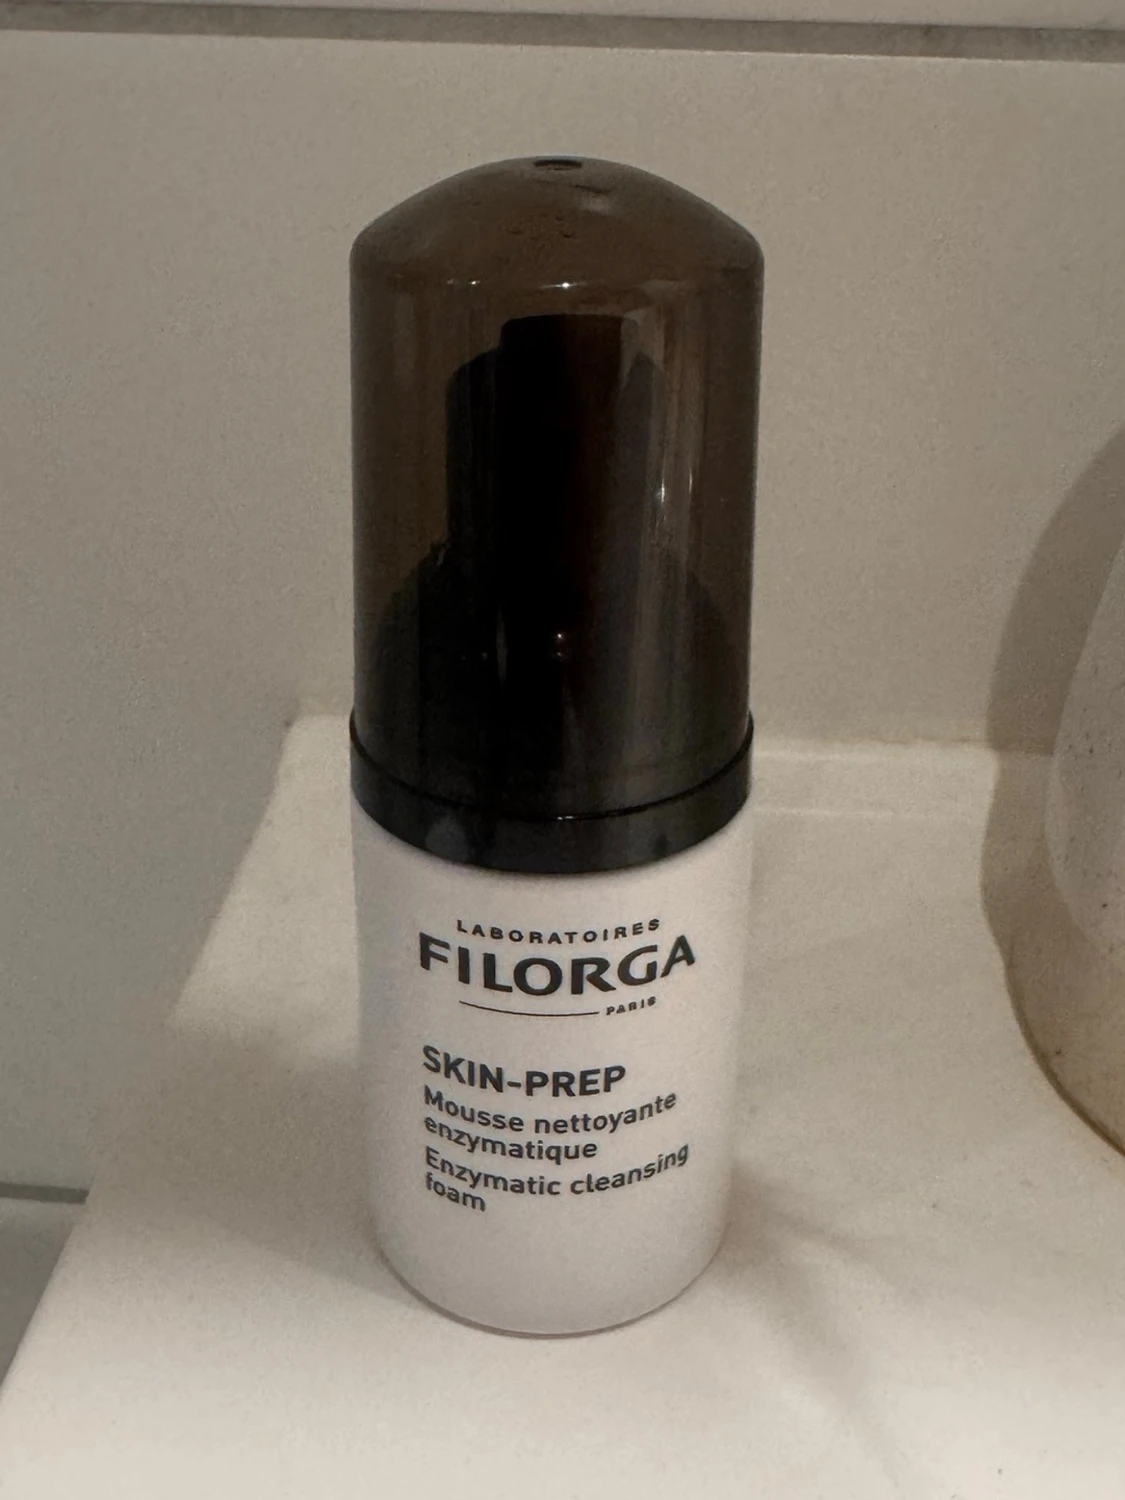 LABORATOIRES
FILORGA
PARIS
SKIN-PREP
Mousse nettoyante
enzymatique
Enzymatic cleansing
foam